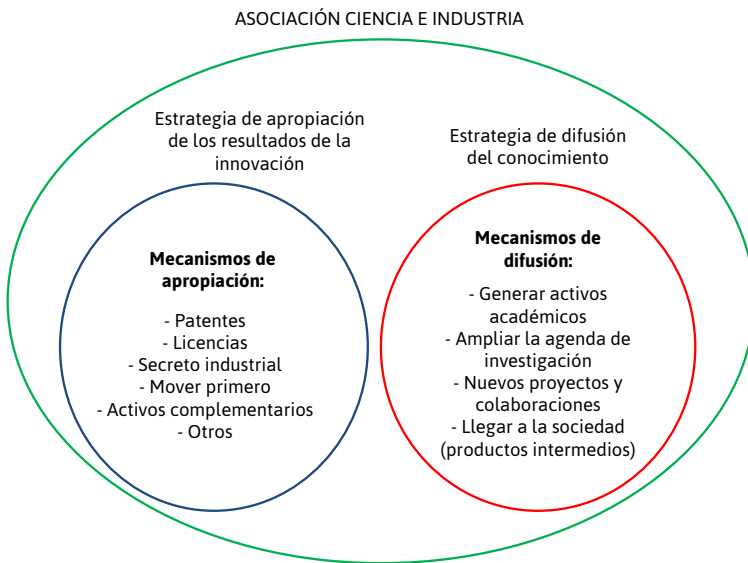 ASOCIACIÓN CIENCIA E INDUSTRIA
Estrategia de apropiación
de los resultados de la
innovación
Mecanismos de
apropiación:
- Patentes
- Licencias
- Secreto industrial
- Mover primero
- Activos complementarios
- Otros
Estrategia de difusión
del conocimiento
Mecanismos de
difusión:
- Generar activos
académicos
- Ampliar la agenda de
investigación
- Nuevos proyectos y
colaboraciones
- Llegar a la sociedad
(productos intermedios)